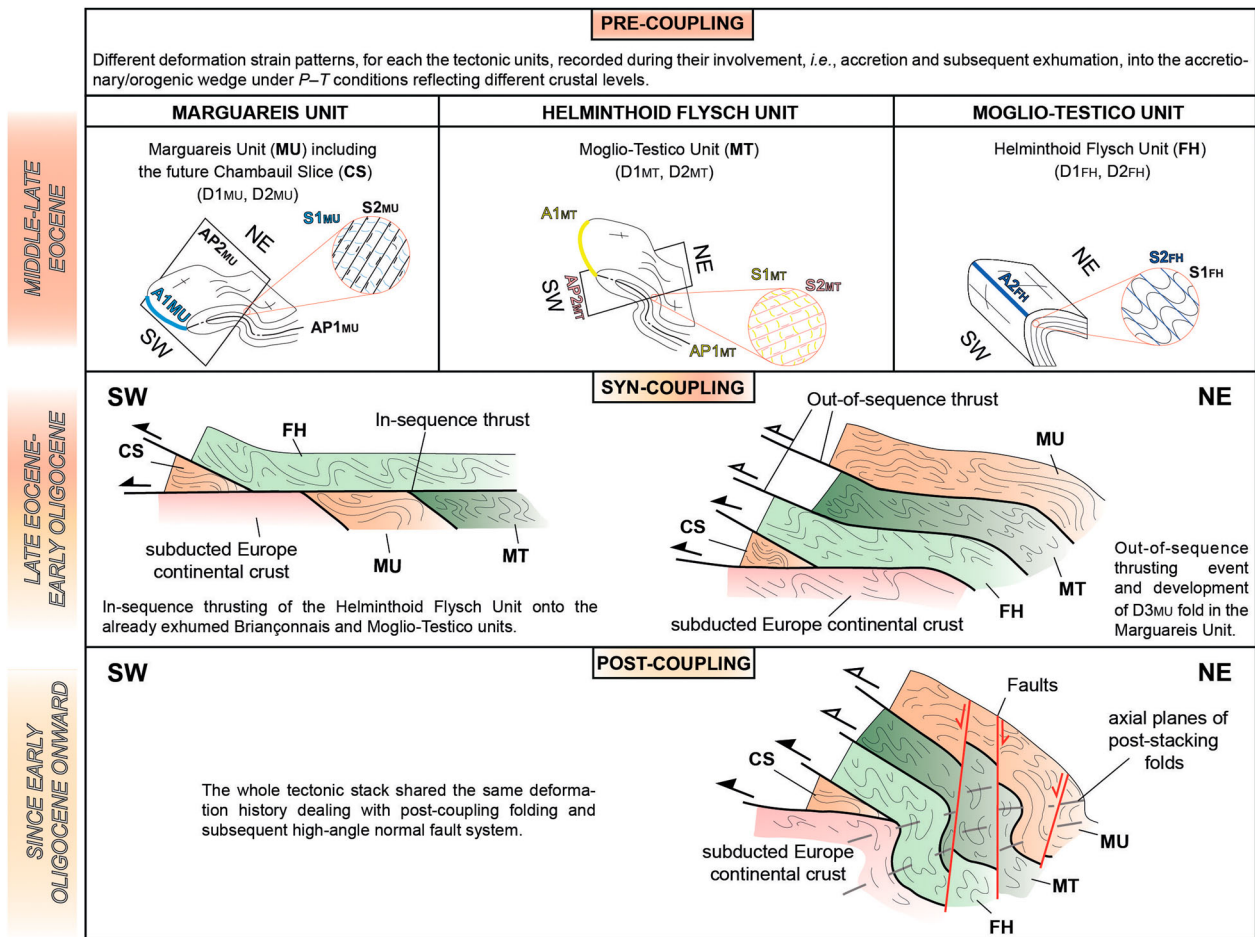 PRE-COUPLING
Different deformation strain patterns, for each the tectonic units, recorded during their involvement, i.e., accretion and subsequent exhumation, into the accretio-
nary/orogenic wedge under P–T conditions reflecting different crustal levels.
MIDDLE-LATE
EOCENE
MARGUAREIS UNIT
HELMINTHOID FLYSCH UNIT
MOGLIO-TESTICO UNIT
Marguareis Unit (MU) including
the future Chambauil Slice (CS)
(D1MU, D2MU)
S1MU
S2MU
AP2MU
NE
A1MU
SW
AP1MU
Moglio-Testico Unit (MT)
(D1MT, D2MT)
A1MT
NE
SW
AP2MT
S1MT
S2MT
AP1MT
Helminthoid Flysch Unit (FH)
(D1FH, D2FH)
NE
A2FH
SW
S2FH
S1FH
LATE EOCENE-
EARLY OLIGOCENE
SYN-COUPLING
SW
NE
In-sequence thrust
FH
CS
subducted Europe
continental crust
MU
MT
In-sequence thrusting of the Helminthoid Flysch Unit onto the
already exhumed Briançonnais and Moglio-Testico units.
Out-of-sequence thrust
MU
CS
MT
FH
subducted Europe continental crust
Out-of-sequence
thrusting event
and development
of D3MU fold in the
Marguareis Unit.
SINCE EARLY
OLIGOCENE ONWARD
POST-COUPLING
SW
NE
The whole tectonic stack shared the same deforma-
tion history dealing with post-coupling folding and
subsequent high-angle normal fault system.
Faults
axial planes of
post-stacking
folds
CS
subducted Europe
continental crust
MU
MT
FH